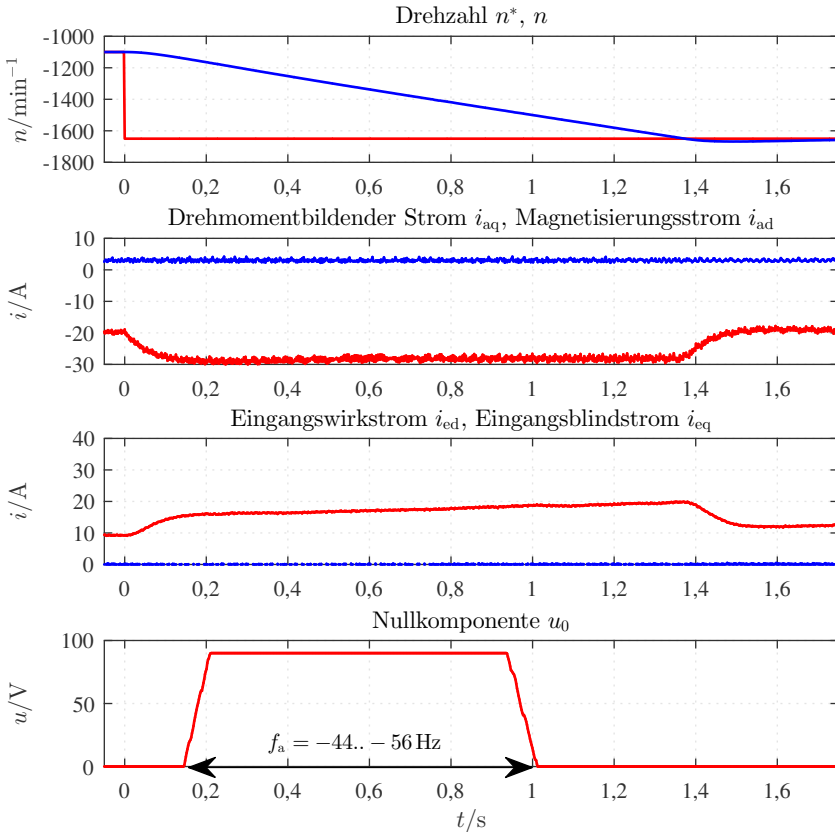 Drehzahl n*, n
-1000
-1200
-1400
-1600
-1800
n/min⁻¹
0 0,2 0,4 0,6 0,8 1 1,2 1,4 1,6
Drehmomentbildender Strom i_aq, Magnetisierungsstrom i_ad
10
0
-10
-20
-30
i/A
0 0,2 0,4 0,6 0,8 1 1,2 1,4 1,6
Eingangswirkstrom i_ed, Eingangsblindstrom i_eq
40
30
20
10
0
i/A
0 0,2 0,4 0,6 0,8 1 1,2 1,4 1,6
Nullkomponente u_0
100
50
0
u/V
f_a = −44.. − 56 Hz
0 0,2 0,4 0,6 0,8 1 1,2 1,4 1,6
t/s